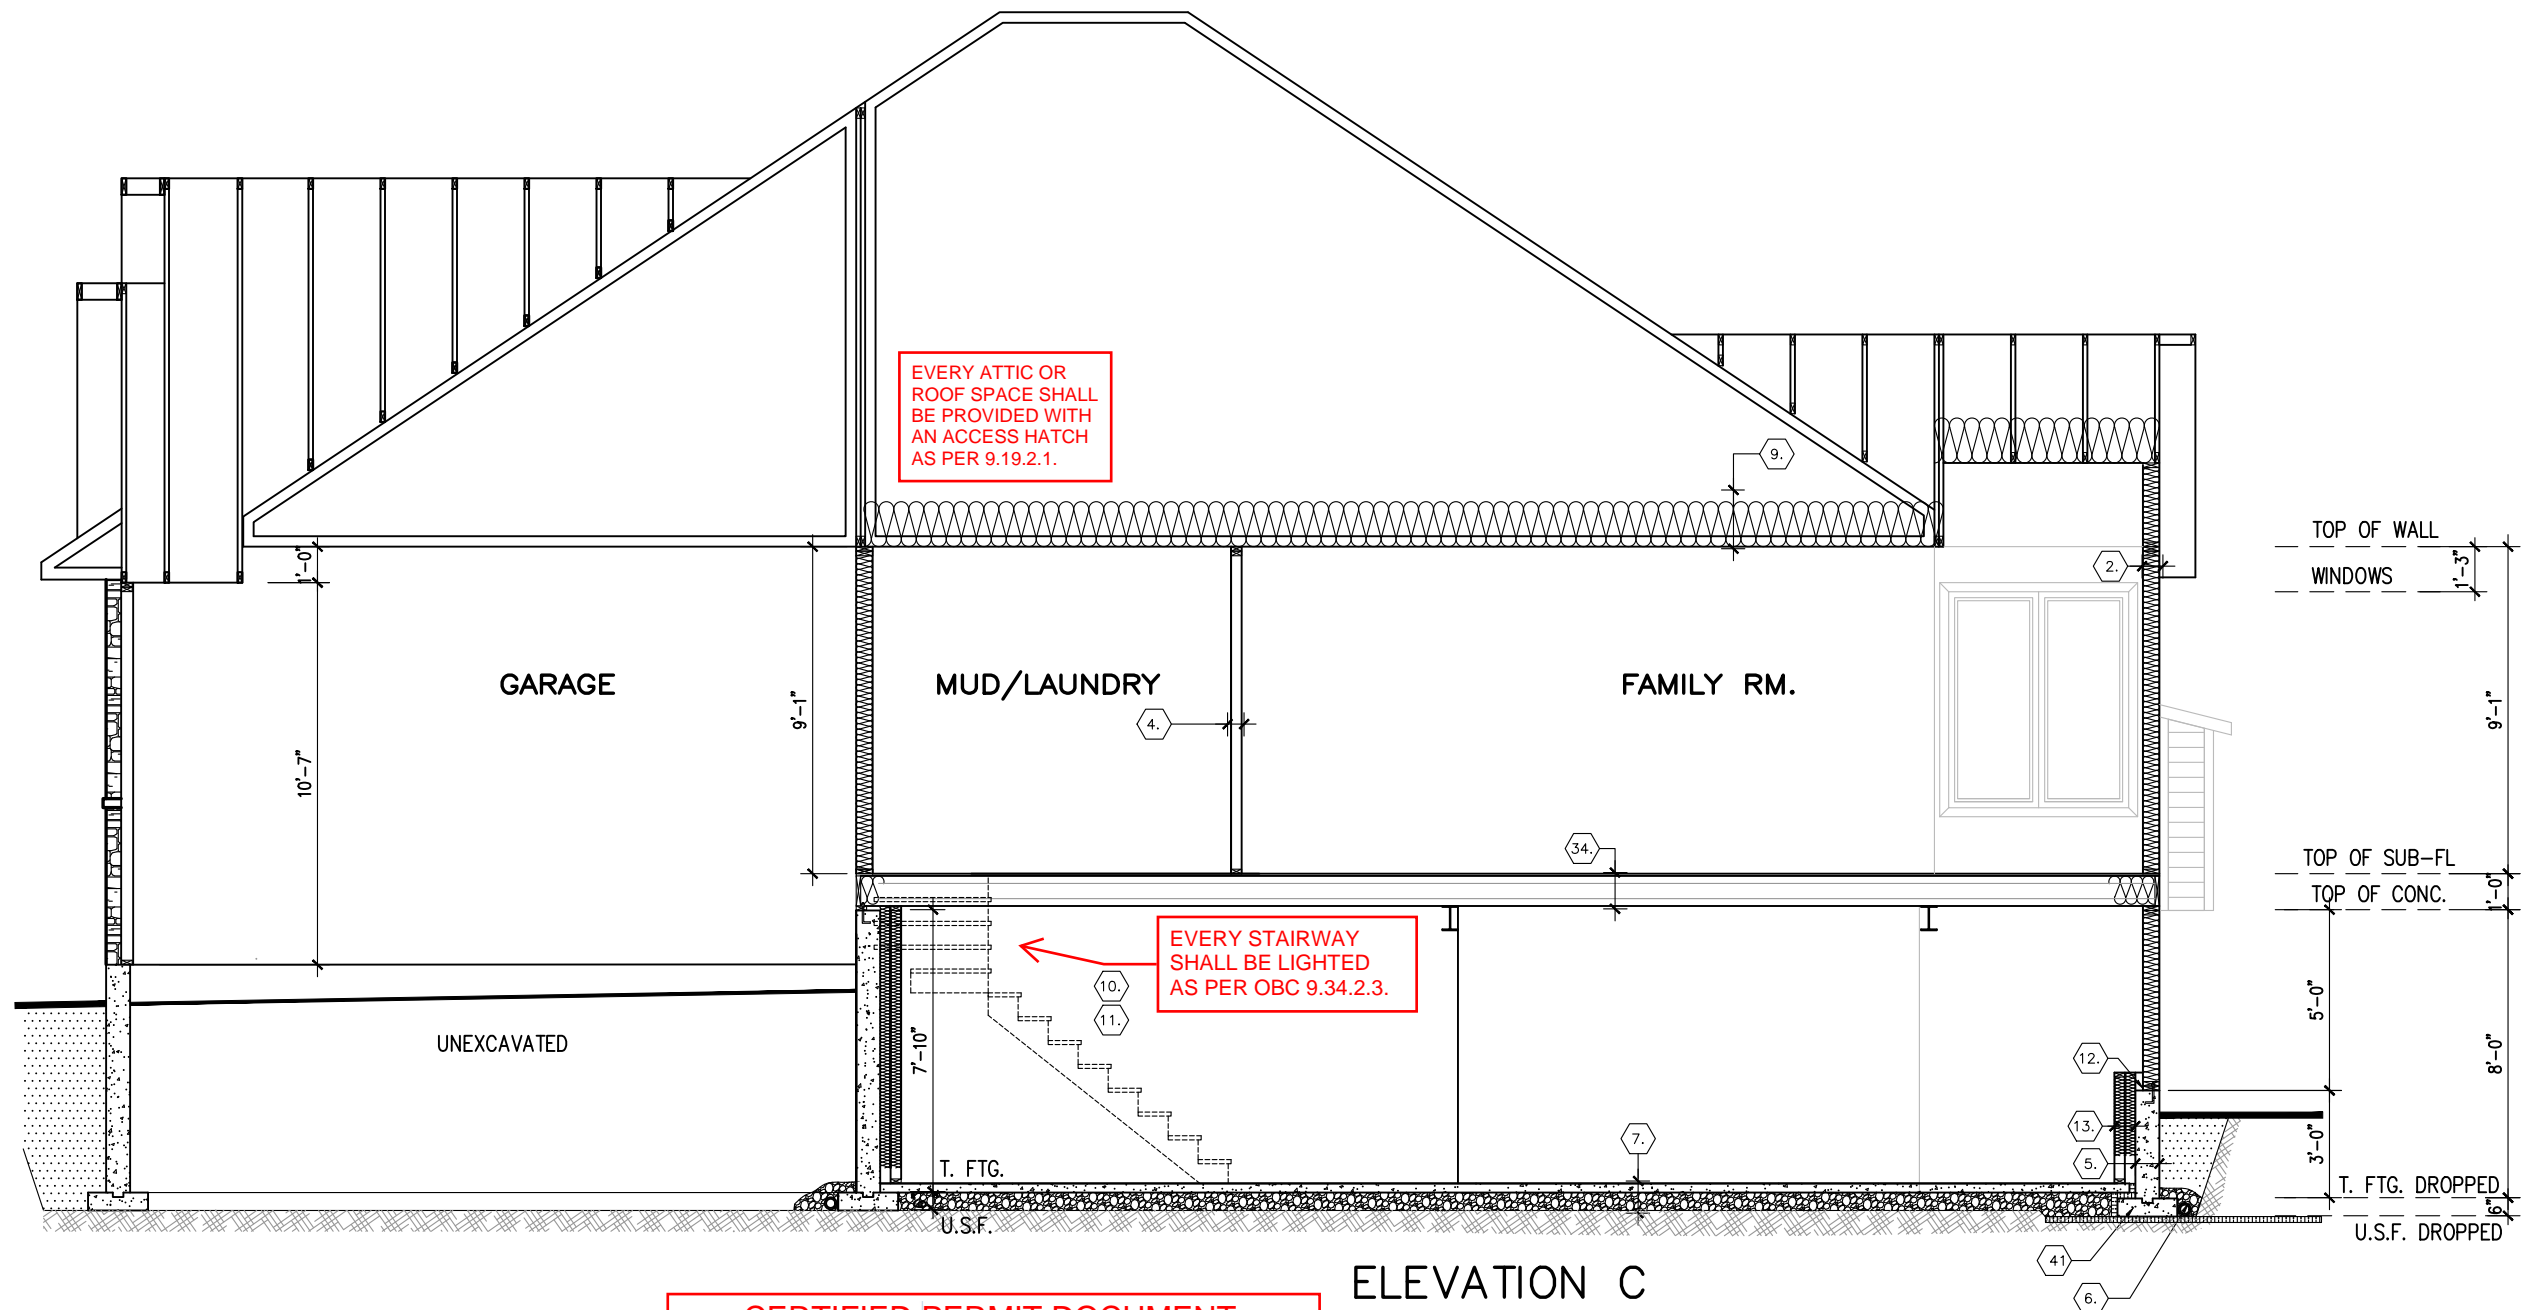 EVERY ATTIC OR
ROOF SPACE SHALL
BE PROVIDED WITH
AN ACCESS HATCH
AS PER 9.19.2.1.
9.
TOP OF WALL
1'-0"
2.
WINDOWS
1'-3"
GARAGE
MUD/LAUNDRY
FAMILY RM.
4.
9'-1"
9'-1"
10'-7"
34.
TOP OF SUB-FL
TOP OF CONC.
1'-0"
EVERY STAIRWAY
SHALL BE LIGHTED
AS PER OBC 9.34.2.3.
10.
11.
5'-0"
UNEXCAVATED
7'-10"
8'-0"
12.
13.
7.
3'-0"
5.
T. FTG.
T. FTG. DROPPED
6"
U.S.F.
U.S.F. DROPPED
41
ELEVATION C
6.
CERTIFIED PERMIT DOCUMENT